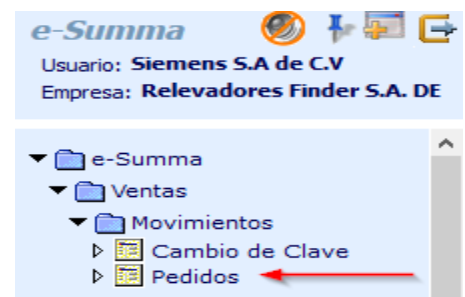 e-Summa
Usuario: Siemens S.A de C.V
Empresa: Relevadores Finder S.A. DE
e-Summa
Ventas
Movimientos
Cambio de Clave
Pedidos